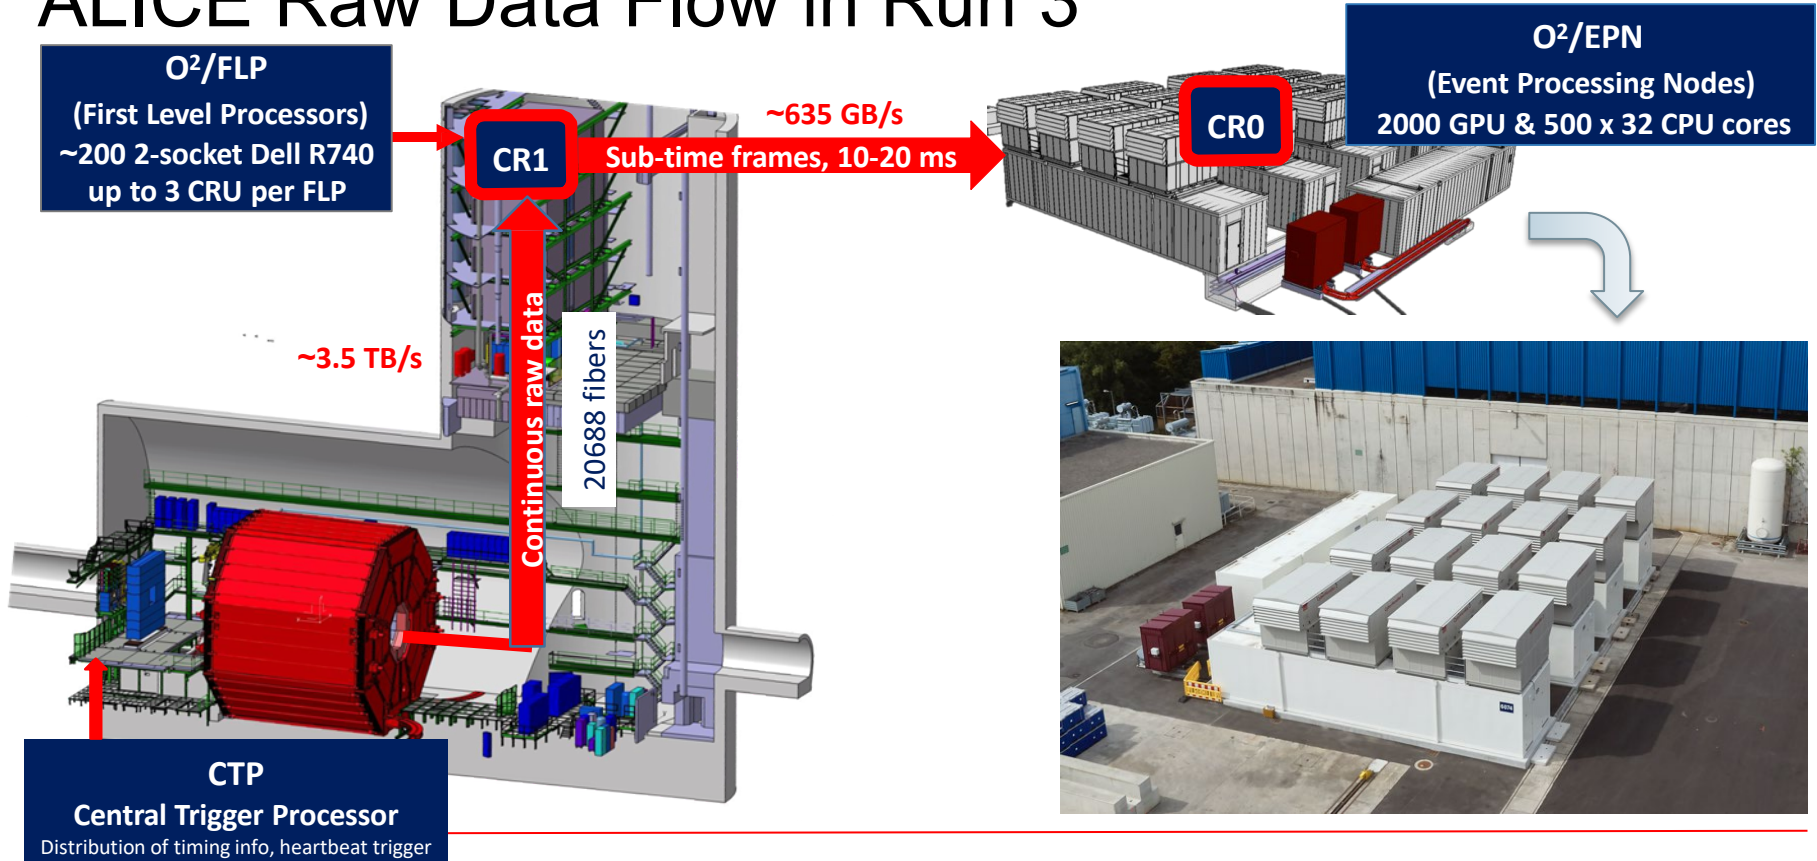 ALICE Raw Data Flow in Run 3
O²/FLP
(First Level Processors)
~200 2-socket Dell R740
up to 3 CRU per FLP
CR1
~635 GB/s
Sub-time frames, 10-20 ms
CR0
O²/EPN
(Event Processing Nodes)
2000 GPU & 500 x 32 CPU cores
~3.5 TB/s
Continuous raw data
20688 fibers
CTP
Central Trigger Processor
Distribution of timing info, heartbeat trigger